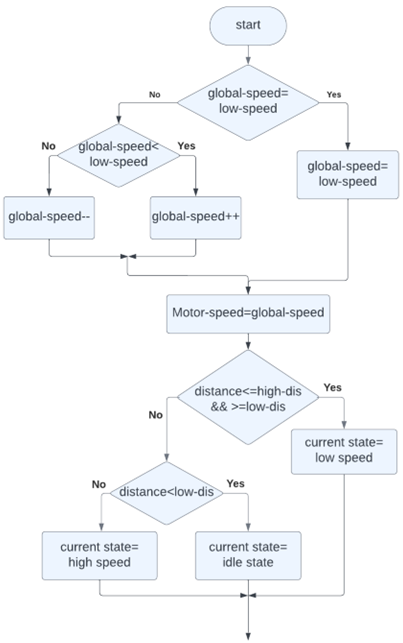 start
global-speed=
low-speed
No
Yes
global-speed<
low-speed
No
Yes
global-speed=
low-speed
global-speed--
global-speed++
Motor-speed=global-speed
distance<=high-dis
&& >=low-dis
Yes
No
current state=
low speed
distance<low-dis
No
Yes
current state=
high speed
current state=
idle state